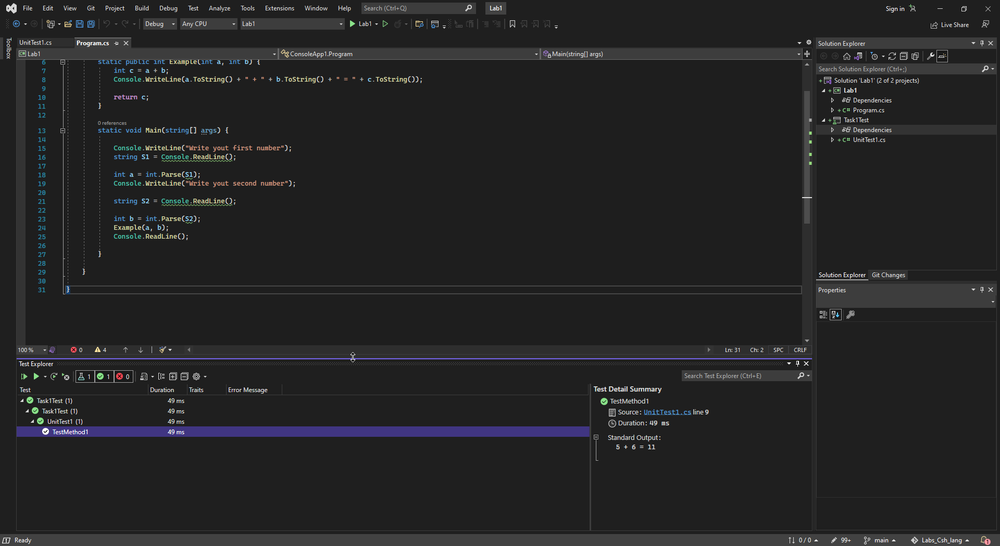 File Edit View Git Project Build Debug Test Analyze Tools Extensions Window Help Search (Ctrl+Q) Lab1 Sign in
Debug Any CPU Lab1 Lab1 Live Share
Toolbox
UnitTest1.cs Program.cs
Lab1 ConsoleApp1.Program Main(string[] args)
6 static public int Example(int a, int b) {
7 int c = a + b;
8 Console.WriteLine(a.ToString() + " + " + b.ToString() + " = " + c.ToString());
9
10 return c;
11 }
12
0 references
13 static void Main(string[] args) {
14
15 Console.WriteLine("Write yout first number");
16 string S1 = Console.ReadLine();
17
18 int a = int.Parse(S1);
19 Console.WriteLine("Write yout second number");
20
21 string S2 = Console.ReadLine();
22
23 int b = int.Parse(S2);
24 Example(a, b);
25 Console.ReadLine();
26
27 }
28
29 }
30
31 }
100 % 0 4 Ln: 31 Ch: 2 SPC CRLF
Solution Explorer
Search Solution Explorer (Ctrl+;)
Solution 'Lab1' (2 of 2 projects)
Lab1
Dependencies
C# Program.cs
Task1Test
Dependencies
C# UnitTest1.cs
Solution Explorer Git Changes
Properties
Test Explorer
1 1 0 Search Test Explorer (Ctrl+E)
Test Duration Traits Error Message
Task1Test (1) 49 ms
Task1Test (1) 49 ms
UnitTest1 (1) 49 ms
TestMethod1 49 ms
Test Detail Summary
TestMethod1
Source: UnitTest1.cs line 9
Duration: 49 ms
Standard Output:
5 + 6 = 11
Ready 0 / 0 99+ main Labs_Csh_lang 1